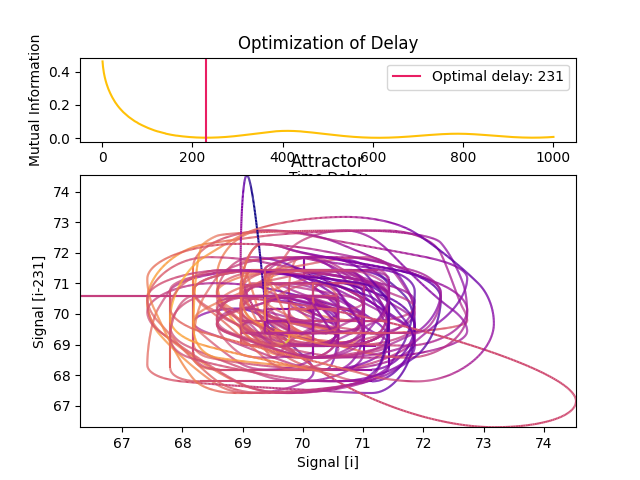 Optimization of Delay
Mutual Information
0.4
0.2
0.0
Optimal delay: 231
0 200 400 600 800 1000
Time Delay
Attractor
Signal [i-231]
74
73
72
71
70
69
68
67
67 68 69 70 71 72 73 74
Signal [i]